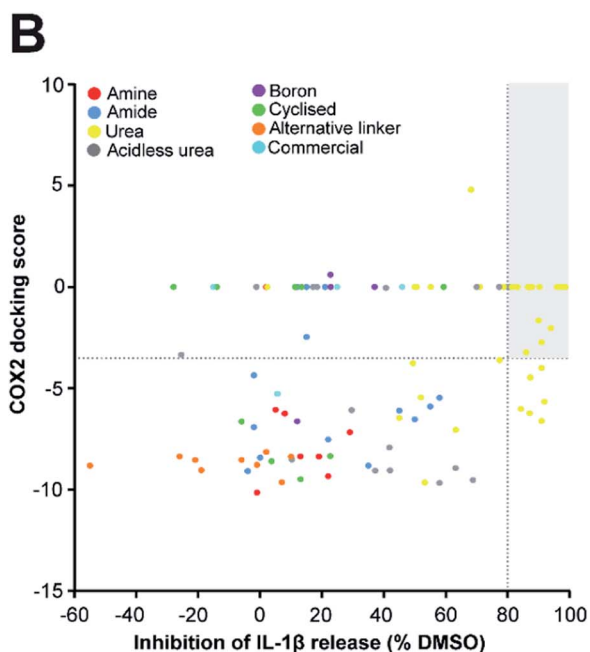 B
Amine
Amide
Urea
Acidless urea
Boron
Cyclised
Alternative linker
Commercial
10
5
0
-5
-10
-15
COX2 docking score
-60 -40 -20 0 20 40 60 80 100
Inhibition of IL-1β release (% DMSO)